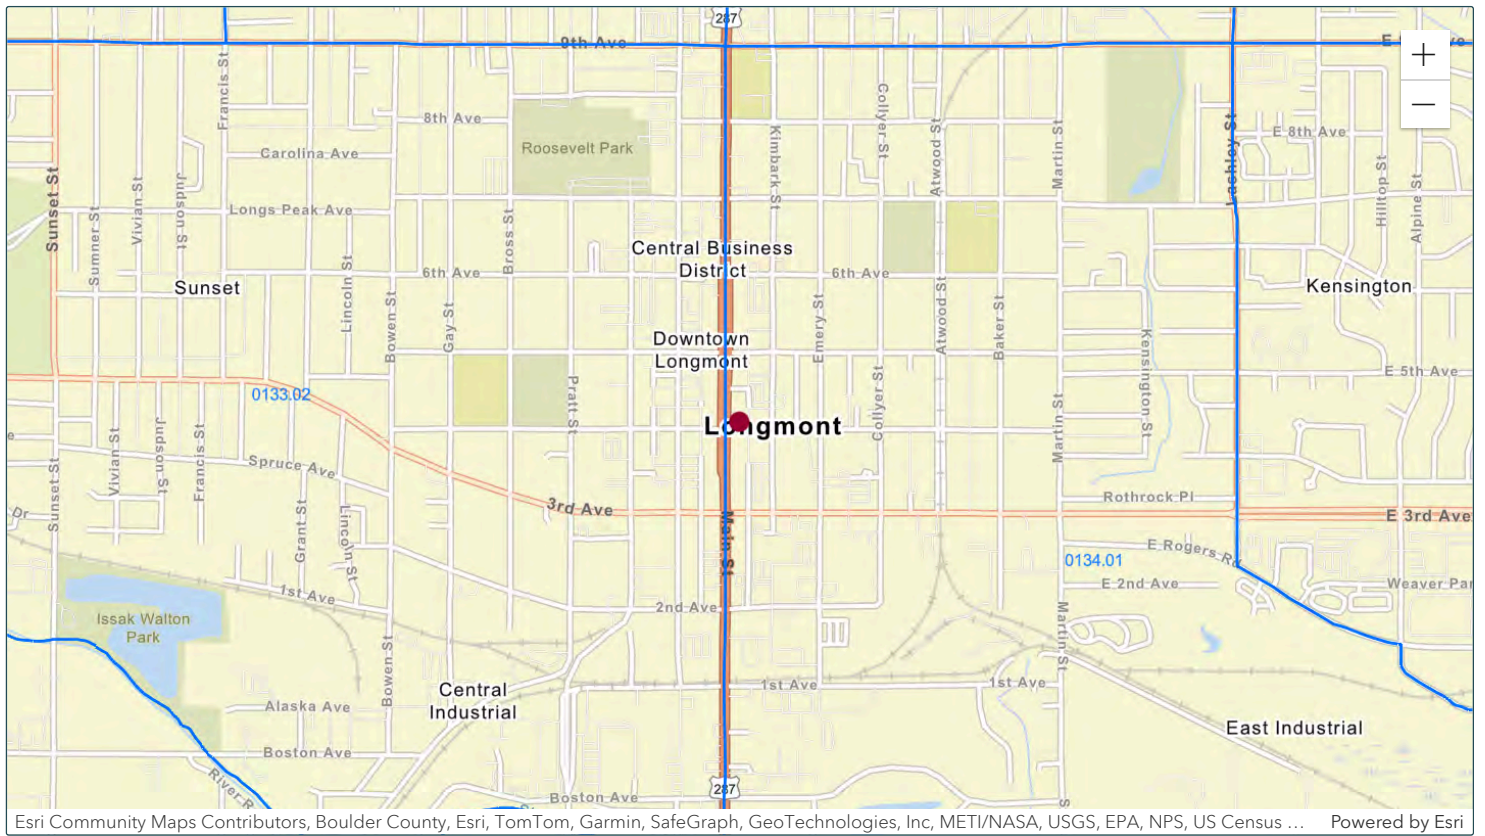 287
9th Ave
E
ve
Francis St
8th Ave
Collyer St
Kimbark St
Atwood St
Martin St
Lashley St
E 8th Ave
Carolina Ave
Roosevelt Park
Sunset St
Sumner St
Vivian St
Judson St
Longs Peak Ave
Bross St
Hilltop St
Alpine St
Central Business
District
6th Ave
6th Ave
Sunset
Kensington
Lincoln St
Bowen St
Gay St
Emery St
Atwood St
Baker St
Kensington St
Downtown
Longmont
E 5th Ave
0133.02
Pratt St
Collyer St
Martin St
Longmont
e
Vivian St
Judson St
Francis St
Sunset St
Spruce Ave
Rothrock Pl
Dr
Grant St
Lincoln St
3rd Ave
Main St
E 3rd Ave
0134.01
E Rogers Rd
E 2nd Ave
Weaver Par
1st Ave
2nd Ave
Issak Walton
Park
Bowen St
Martin St
Central
Industrial
1st Ave
1st Ave
Alaska Ave
East Industrial
Boston Ave
River R
287
Boston Ave
S
+
−
Esri Community Maps Contributors, Boulder County, Esri, TomTom, Garmin, SafeGraph, GeoTechnologies, Inc, METI/NASA, USGS, EPA, NPS, US Census ...
Powered by Esri